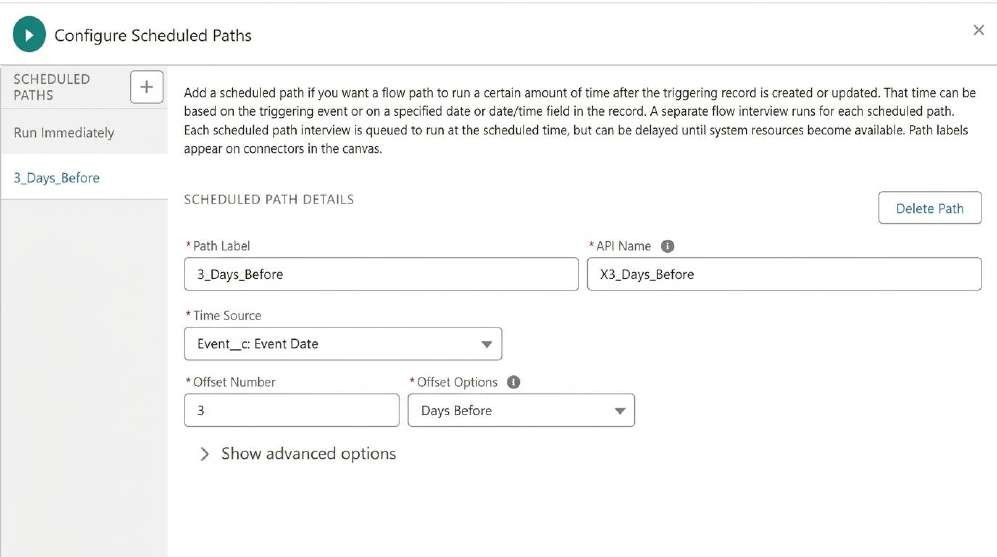 Configure Scheduled Paths
SCHEDULED
PATHS
Run Immediately
3_Days_Before
Add a scheduled path if you want a flow path to run a certain amount of time after the triggering record is created or updated. That time can be
based on the triggering event or on a specified date or date/time field in the record. A separate flow interview runs for each scheduled path.
Each scheduled path interview is queued to run at the scheduled time, but can be delayed until system resources become available. Path labels
appear on connectors in the canvas.
SCHEDULED PATH DETAILS
Delete Path
* Path Label
* API Name
3_Days_Before
X3_Days_Before
* Time Source
Event__c: Event Date
* Offset Number
* Offset Options
3
Days Before
Show advanced options